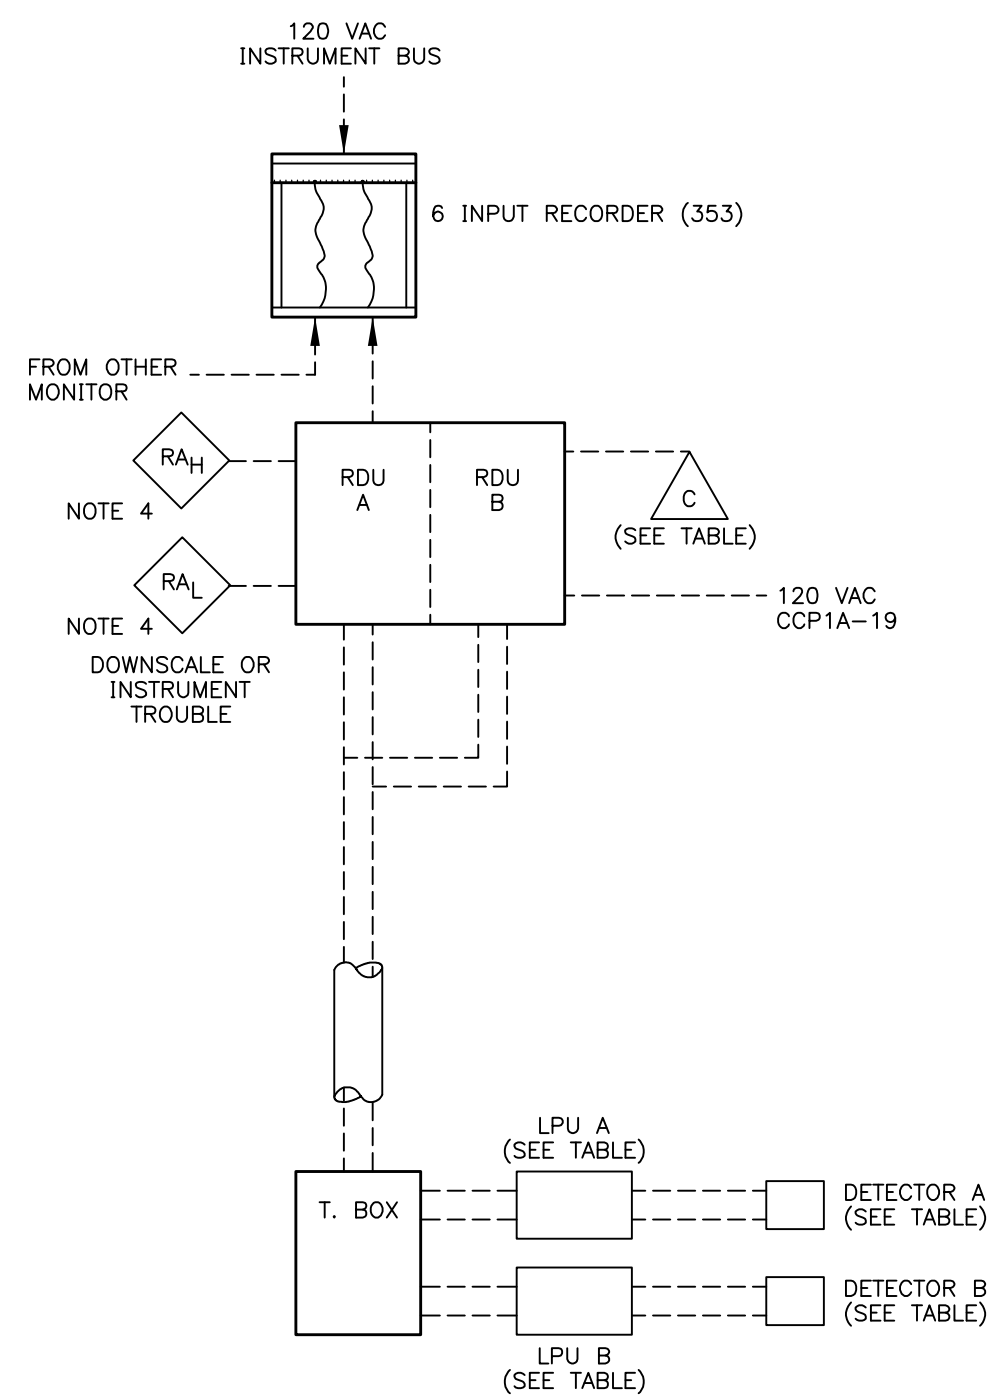 120 VAC
INSTRUMENT BUS
6 INPUT RECORDER (353)
FROM OTHER
MONITOR
RAH
NOTE 4
RDU
A
RDU
B
C
(SEE TABLE)
RAL
NOTE 4
DOWNSCALE OR
INSTRUMENT
TROUBLE
120 VAC
CCP1A-19
LPU A
(SEE TABLE)
T. BOX
DETECTOR A
(SEE TABLE)
DETECTOR B
(SEE TABLE)
LPU B
(SEE TABLE)